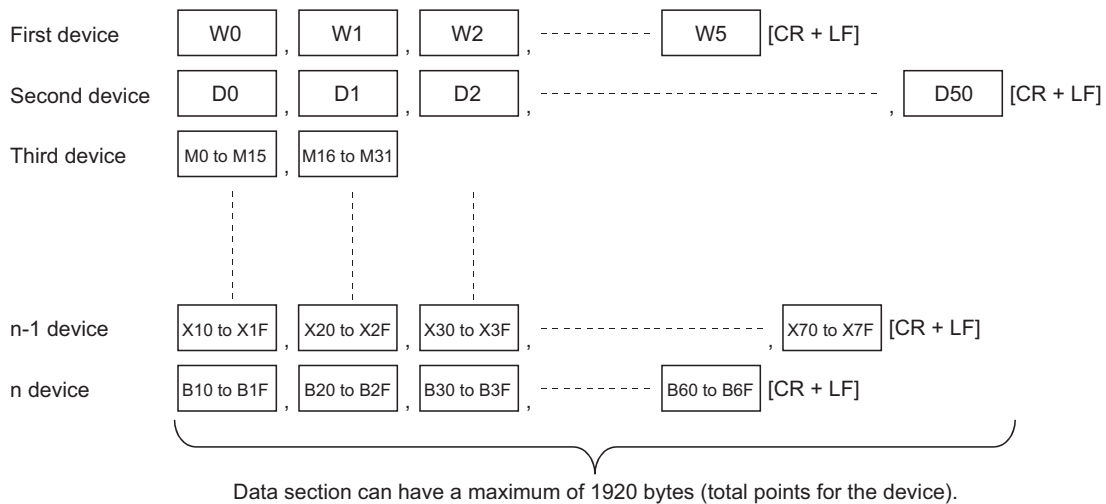 First device W0 , W1 , W2 , W5 [CR + LF]
Second device D0 , D1 , D2 , , D50 [CR + LF]
Third device M0 to M15 , M16 to M31
n-1 device X10 to X1F , X20 to X2F , X30 to X3F , , X70 to X7F [CR + LF]
n device B10 to B1F , B20 to B2F , B30 to B3F , B60 to B6F [CR + LF]
Data section can have a maximum of 1920 bytes (total points for the device).